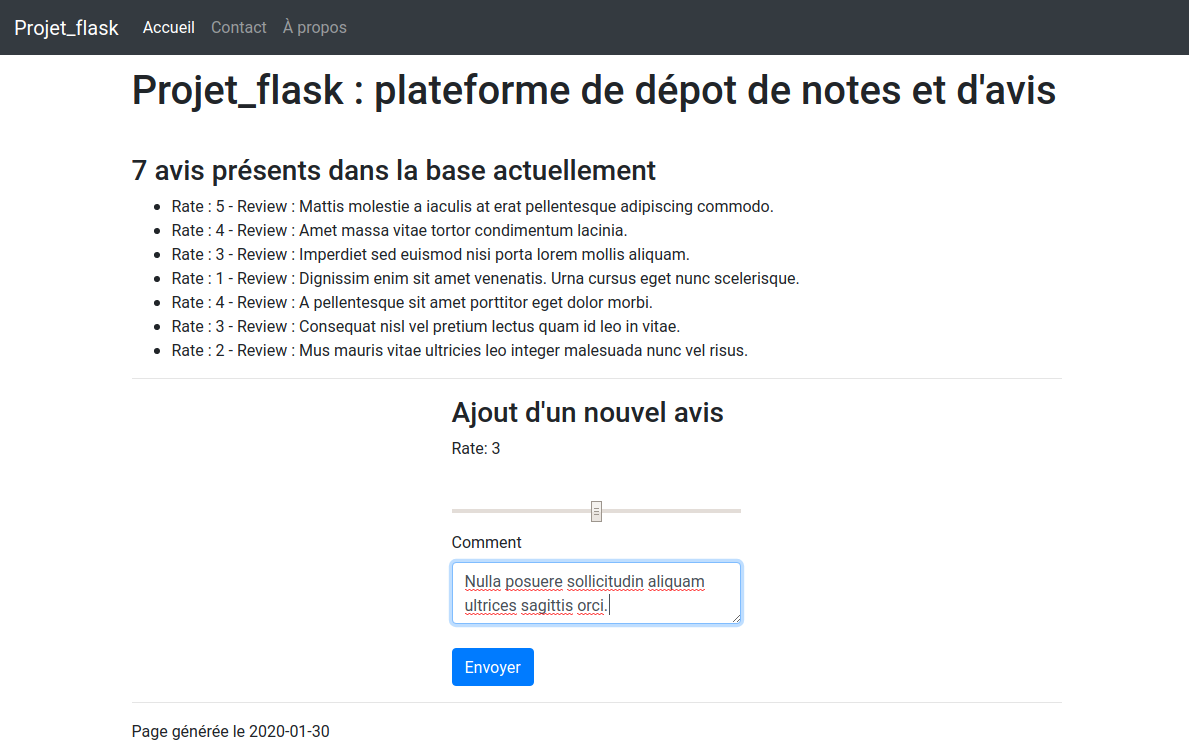 Projet_flask Accueil Contact À propos
Projet_flask : plateforme de dépot de notes et d'avis
7 avis présents dans la base actuellement
Rate : 5 - Review : Mattis molestie a iaculis at erat pellentesque adipiscing commodo.
Rate : 4 - Review : Amet massa vitae tortor condimentum lacinia.
Rate : 3 - Review : Imperdiet sed euismod nisi porta lorem mollis aliquam.
Rate : 1 - Review : Dignissim enim sit amet venenatis. Urna cursus eget nunc scelerisque.
Rate : 4 - Review : A pellentesque sit amet porttitor eget dolor morbi.
Rate : 3 - Review : Consequat nisl vel pretium lectus quam id leo in vitae.
Rate : 2 - Review : Mus mauris vitae ultricies leo integer malesuada nunc vel risus.
Ajout d'un nouvel avis
Rate: 3
Comment
Nulla posuere sollicitudin aliquam
ultrices sagittis orci.
Envoyer
Page générée le 2020-01-30